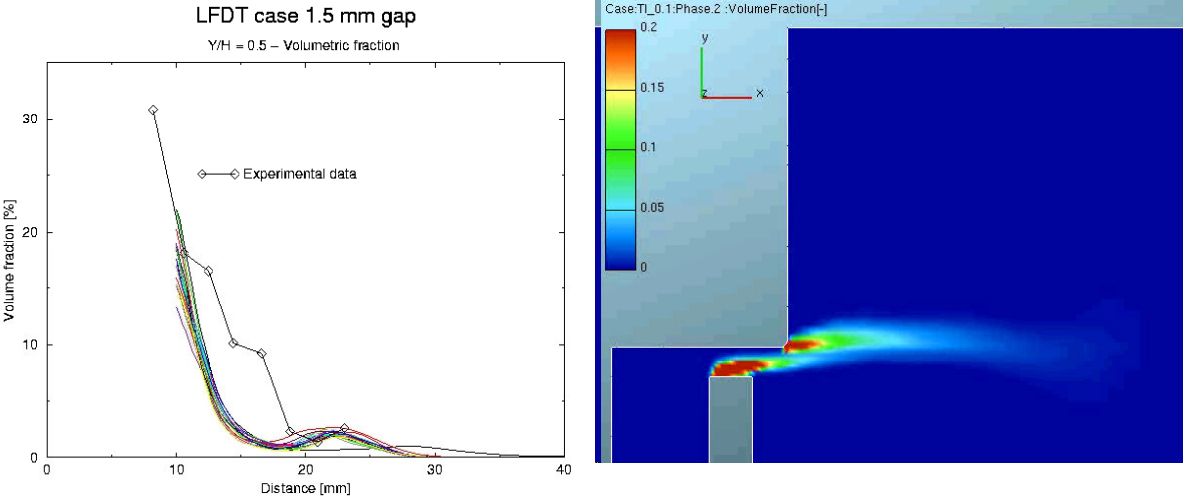 LFDT case 1.5 mm gap
Y/H = 0.5 – Volumetric fraction
30
20
10
0
Volume fraction [%]
Experimental data
0
10
20
30
40
Distance [mm]
Case:TI_0.1:Phase.2 :VolumeFraction[-]
0.2
0.15
0.1
0.05
0
y
z
x